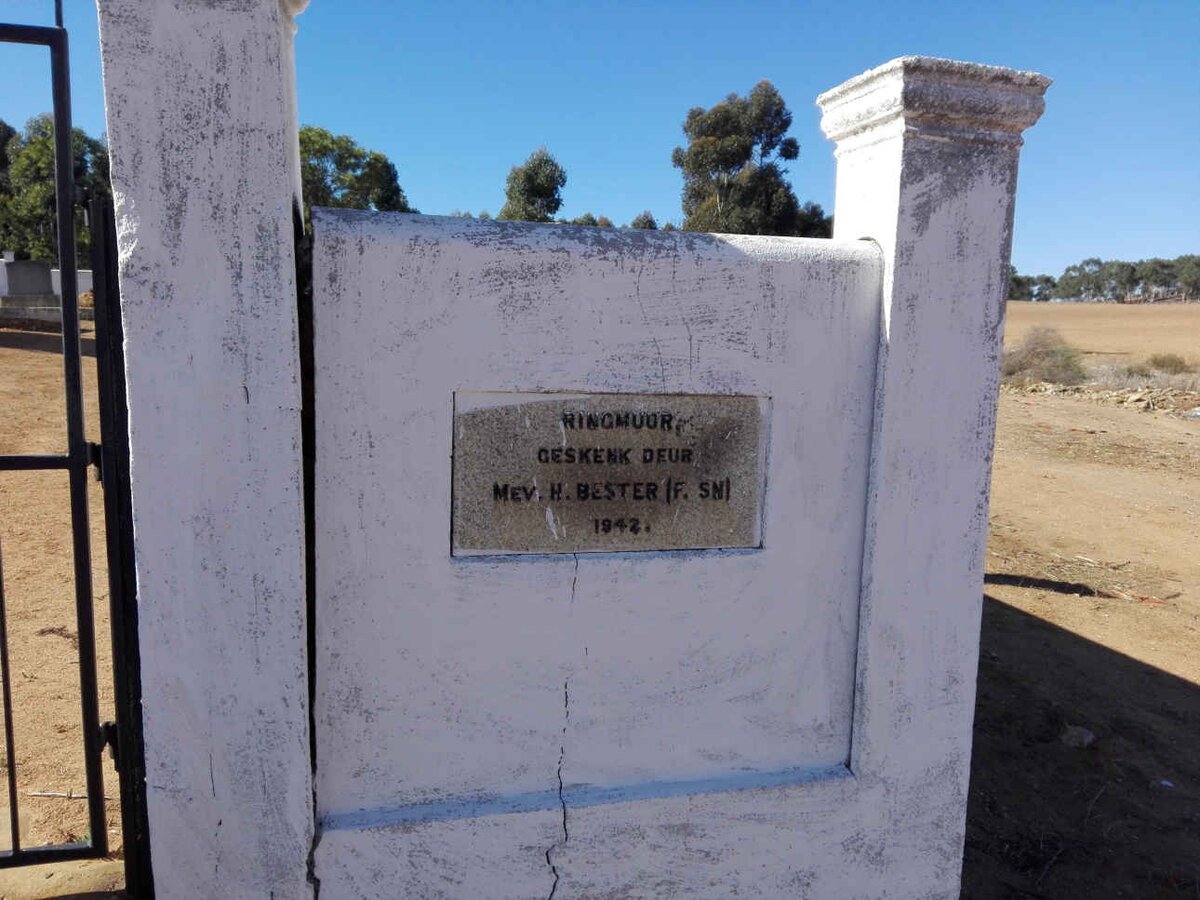 RINGMUUR,
GESKENK DEUR
MEV. H. BESTER (F. SN)
1942.